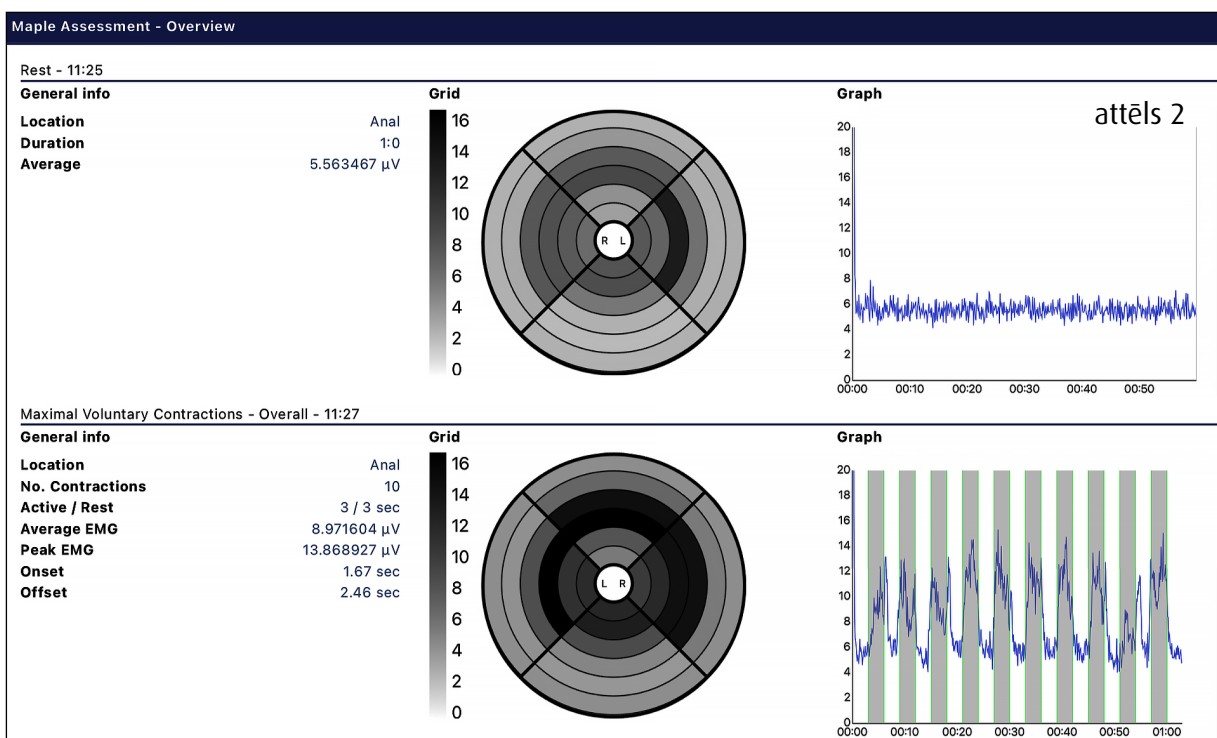 Maple Assessment - Overview
Rest - 11:25
General info
Location Anal
Duration 1:0
Average 5.563467 µV
Grid
16
14
12
10
8
6
4
2
0
R L
Graph
attēls 2
20
18
16
14
12
10
8
6
4
2
0
00:00 00:10 00:20 00:30 00:40 00:50
Maximal Voluntary Contractions - Overall - 11:27
General info
Location Anal
No. Contractions 10
Active / Rest 3 / 3 sec
Average EMG 8.971604 µV
Peak EMG 13.868927 µV
Onset 1.67 sec
Offset 2.46 sec
Grid
16
14
12
10
8
6
4
2
0
L R
Graph
20
18
16
14
12
10
8
6
4
2
0
00:00 00:10 00:20 00:30 00:40 00:50 01:00